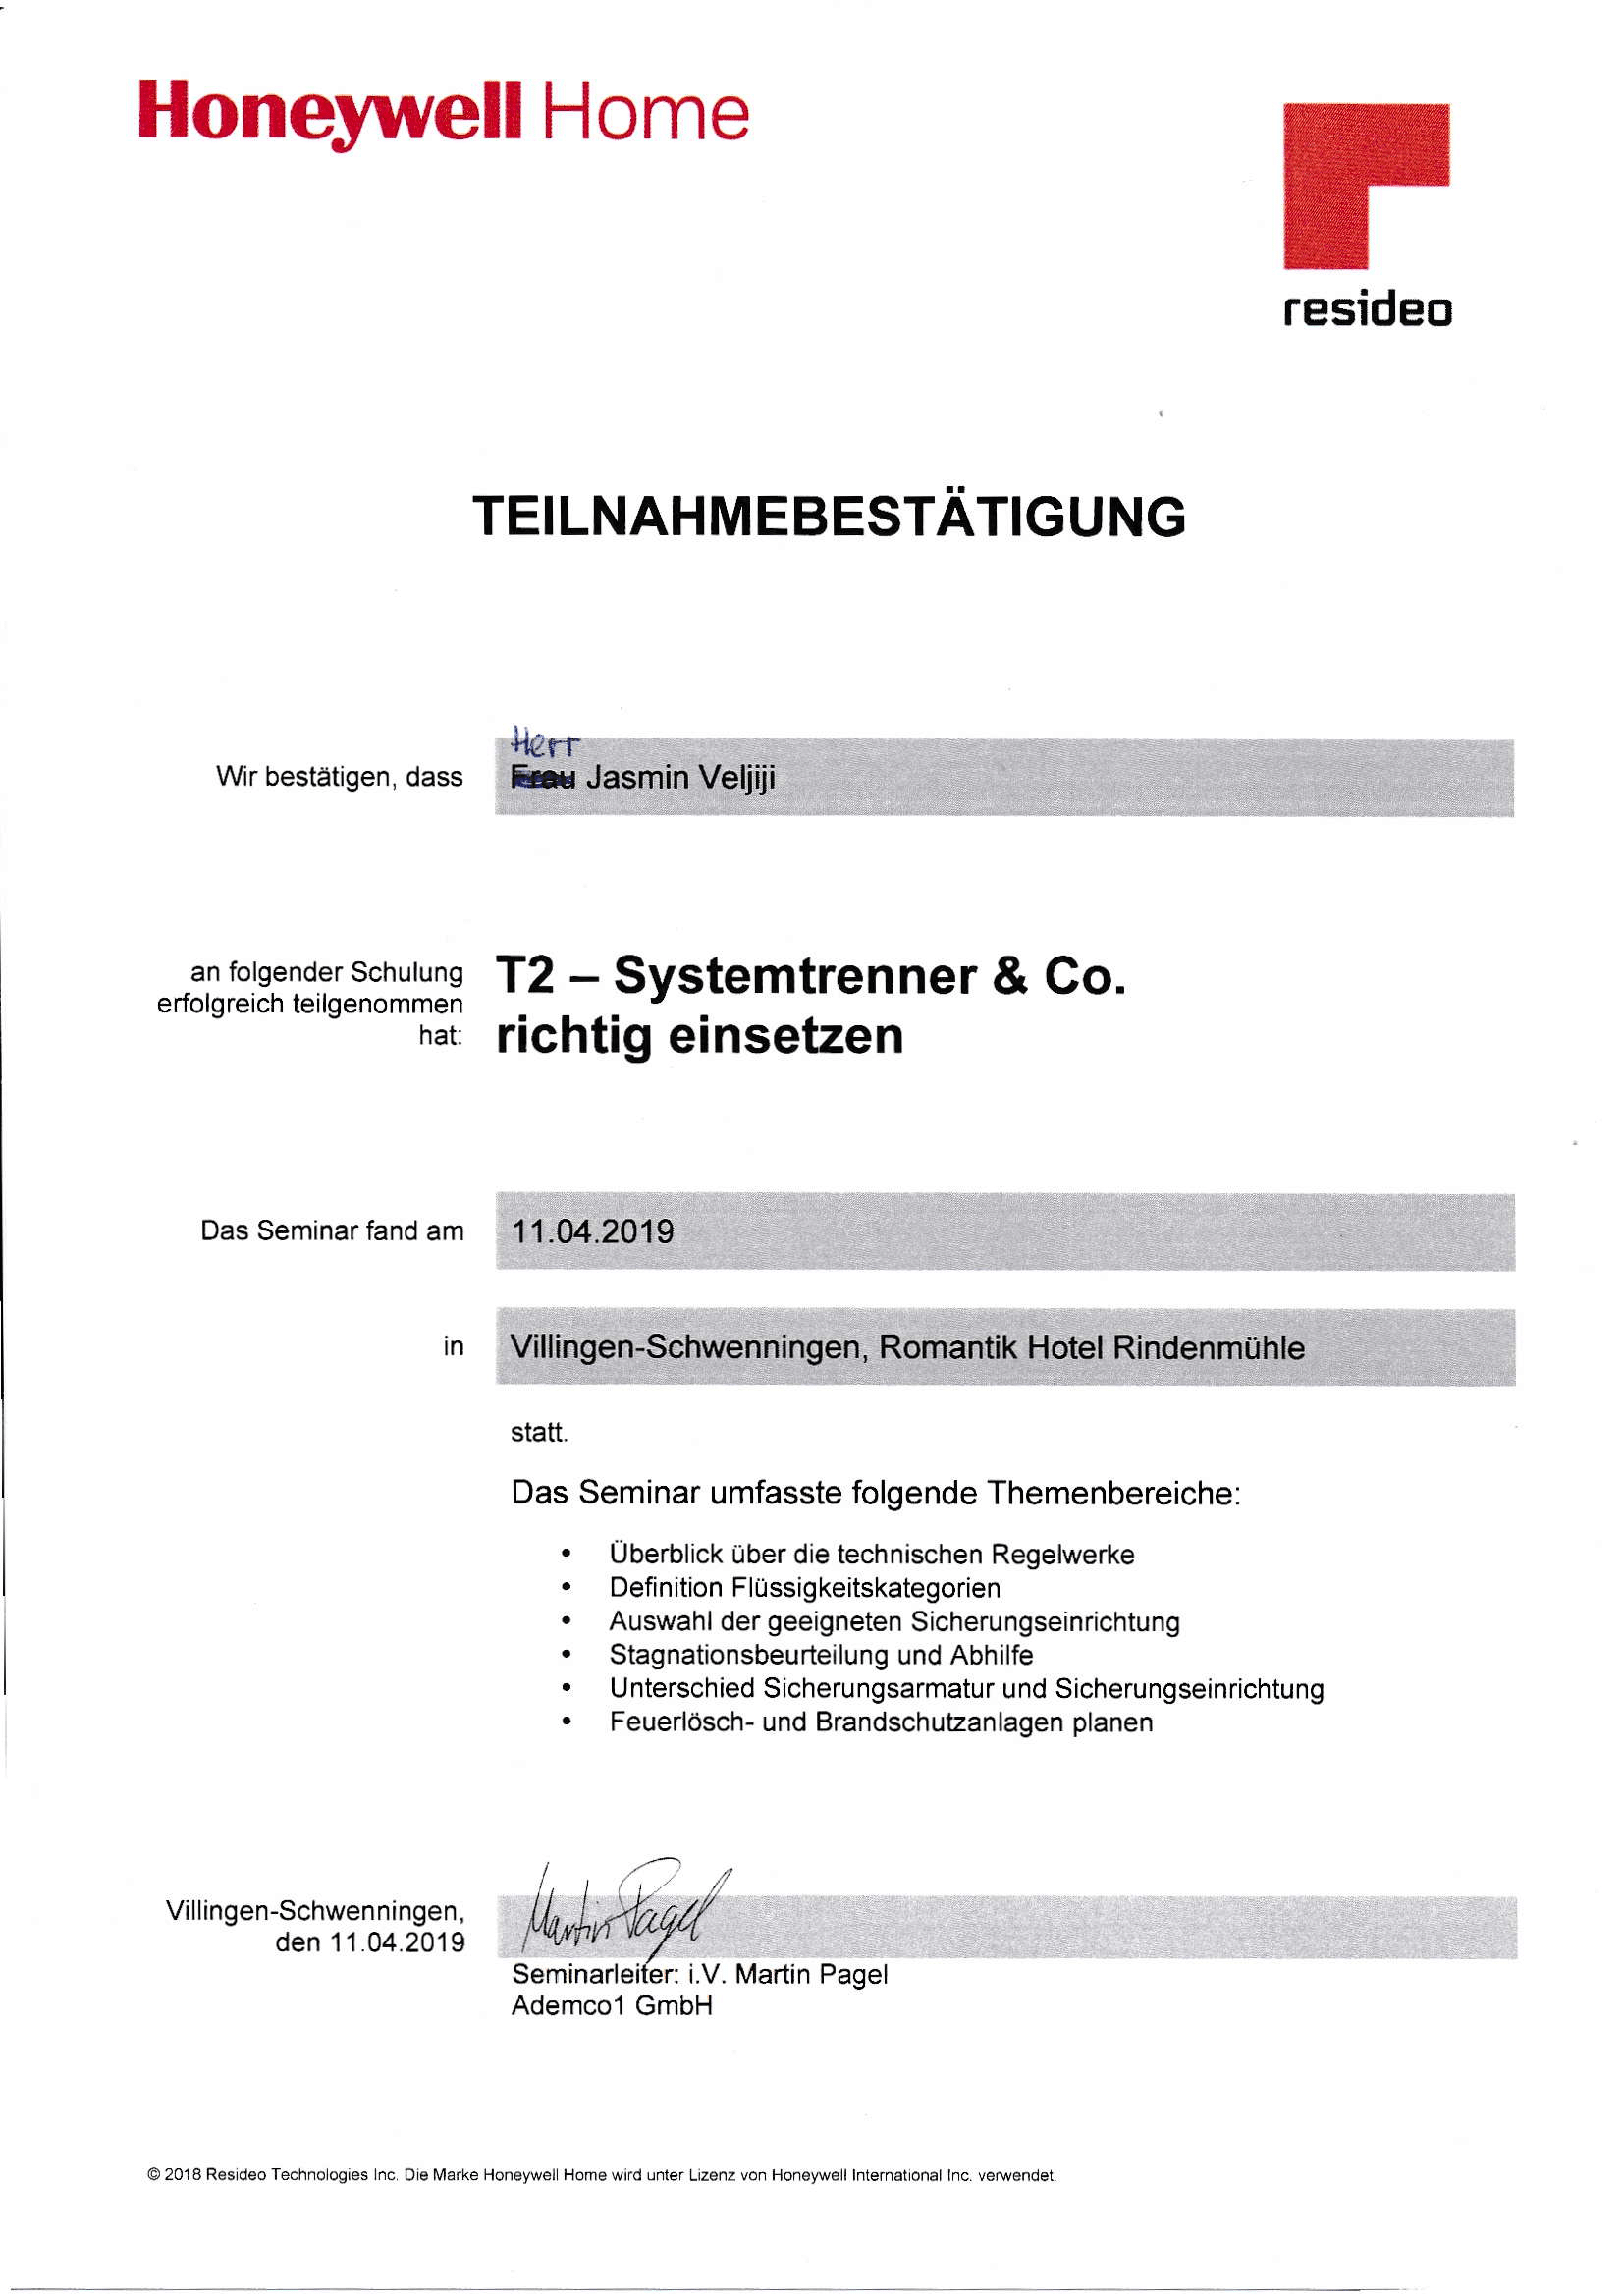 Honeywell Home
resideo
TEILNAHMEBESTÄTIGUNG
Herr
Wir bestätigen, dass Frau Jasmin Veljiji
an folgender Schulung
erfolgreich teilgenommen
hat:
T2 – Systemtrenner & Co.
richtig einsetzen
Das Seminar fand am 11.04.2019
in Villingen-Schwenningen, Romantik Hotel Rindenmühle
statt.
Das Seminar umfasste folgende Themenbereiche:
• Überblick über die technischen Regelwerke
• Definition Flüssigkeitskategorien
• Auswahl der geeigneten Sicherungseinrichtung
• Stagnationsbeurteilung und Abhilfe
• Unterschied Sicherungsarmatur und Sicherungseinrichtung
• Feuerlösch- und Brandschutzanlagen planen
Villingen-Schwenningen,
den 11.04.2019
Martin Pagel
Seminarleiter: i.V. Martin Pagel
Ademco1 GmbH
© 2018 Resideo Technologies Inc. Die Marke Honeywell Home wird unter Lizenz von Honeywell International Inc. verwendet.